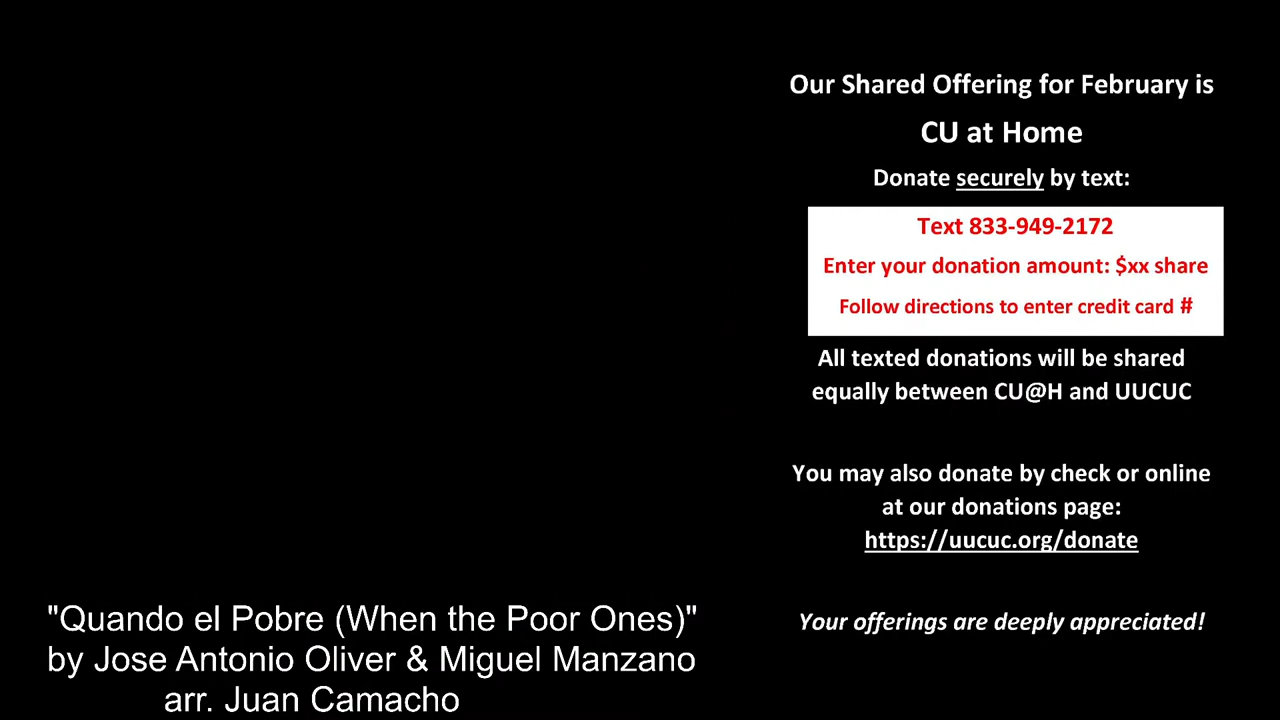 Our Shared Offering for February is
CU at Home
Donate securely by text:
Text 833-949-2172
Enter your donation amount: $xx share
Follow directions to enter credit card #
All texted donations will be shared
equally between CU@H and UUCUC
You may also donate by check or online
at our donations page:
https://uucuc.org/donate
Your offerings are deeply appreciated!
"Quando el Pobre (When the Poor Ones)"
by Jose Antonio Oliver & Miguel Manzano
arr. Juan Camacho